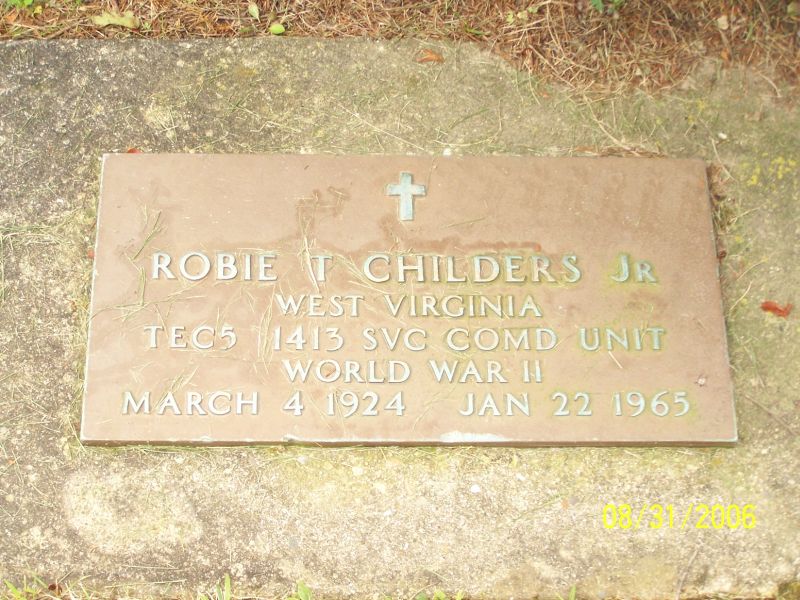 ROBIE T CHILDERS JR
WEST VIRGINIA
TEC5 1413 SVC COMD UNIT
WORLD WAR II
MARCH 4 1924 JAN 22 1965
08/31/2006